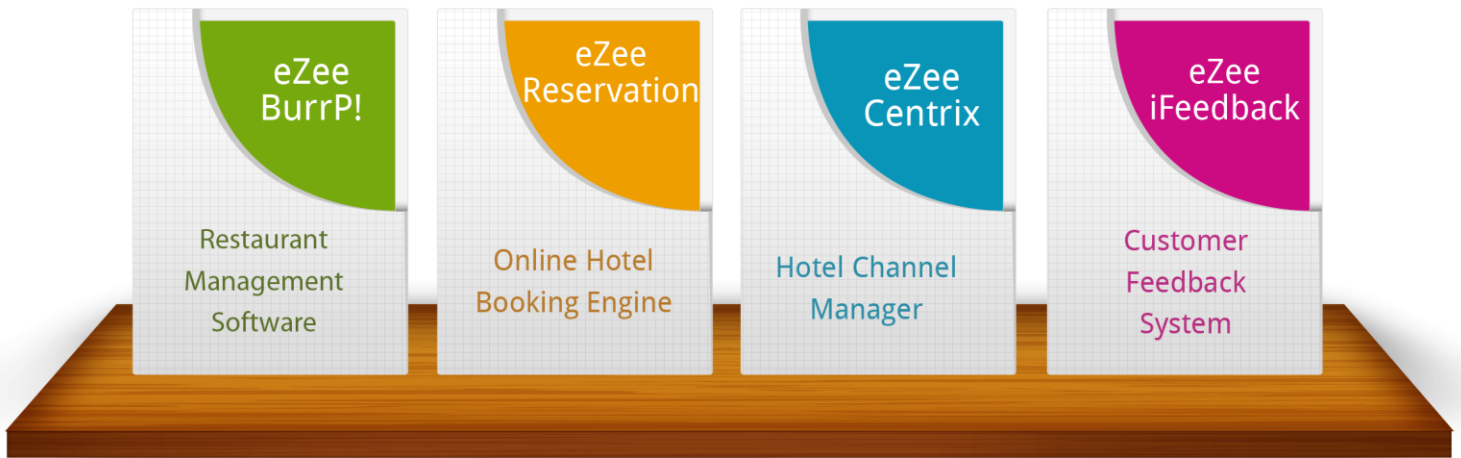 eZee
BurrP!
Restaurant
Management
Software
eZee
Reservation
Online Hotel
Booking Engine
eZee
Centrix
Hotel Channel
Manager
eZee
iFeedback
Customer
Feedback
System